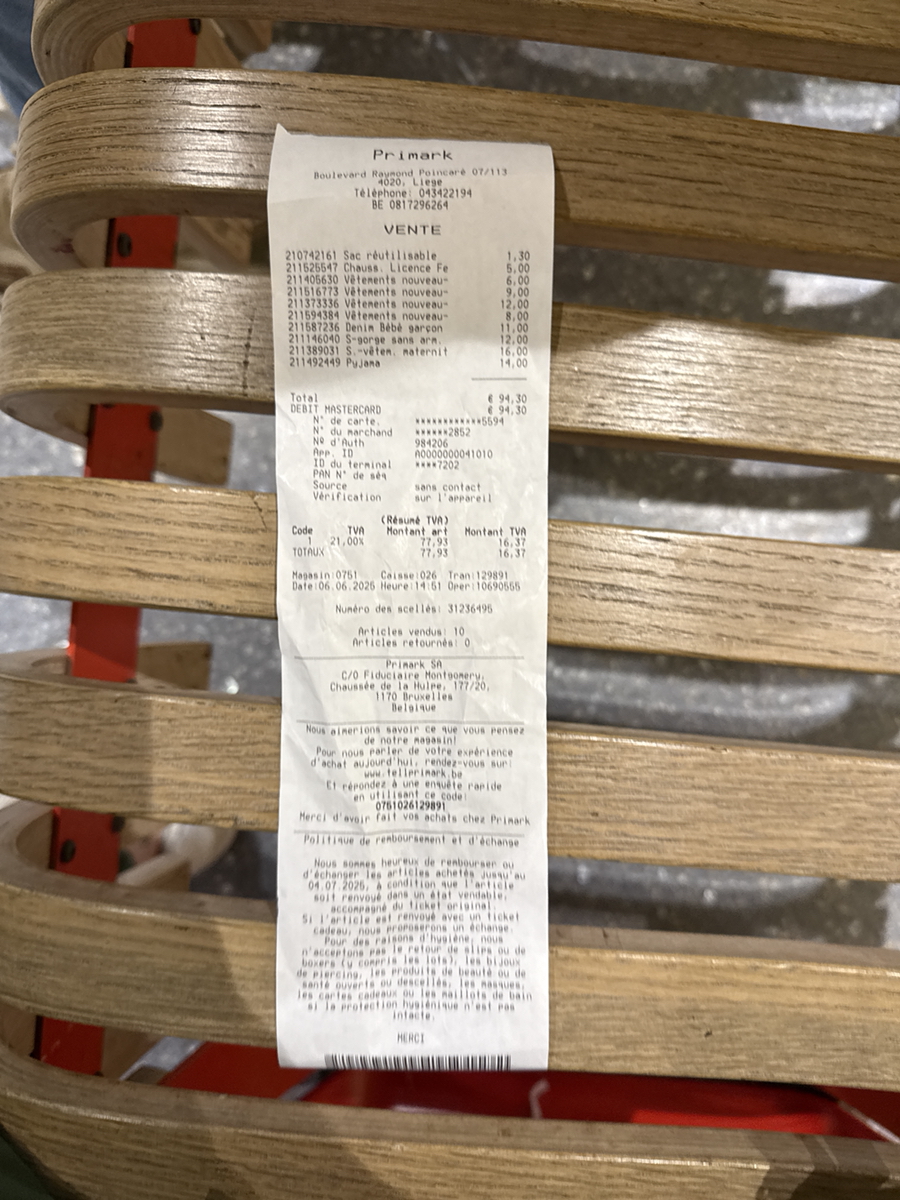 Primark
Boulevard Raymond Poincaré 07/113
4020, Liege
Téléphone: 043422194
BE 0817296264
VENTE
210742161 Sac réutilisable 1,30
211525547 Chauss. Licence Fe 5,00
211405630 Vêtements nouveau- 6,00
211516773 Vêtements nouveau- 9,00
211373336 Vêtements nouveau- 12,00
211594384 Vêtements nouveau- 8,00
211587236 Denim Bébé garçon 11,00
211146040 S-gorge sans arm. 12,00
211389031 S.-vêtem. maternit 16,00
211492449 Pyjama 14,00
Total € 94,30
DEBIT MASTERCARD € 94,30
N° de carte. ************5594
N° du marchand ******2852
Nº d'Auth 984206
App. ID A0000000041010
ID du terminal ****7202
PAN N° de séq
Source sans contact
Vérification sur l'appareil
(Résumé TVA)
Code TVA Montant art Montant TVA
1 21,00% 77,93 16,37
TOTAUX 77,93 16,37
Magasin:0751 Caisse:026 Tran:129891
Date:06.06.2025 Heure:14:51 Oper:10690555
Numéro des scellés: 31236495
Articles vendus: 10
Articles retournés: 0
Primark SA
C/O Fiduciaire Montgomery,
Chaussée de la Hulpe, 177/20,
1170 Bruxelles
Belgique
Nous aimerions savoir ce que vous pensez
de notre magasin!
Pour nous parler de votre expérience
d'achat aujourd'hui, rendez-vous sur:
www.tellprimark.be
Et répondez à une enquête rapide
en utilisant ce code:
0751026129891
Merci d'avoir fait vos achats chez Primark
Politique de remboursement et d'échange
Nous sommes heureux de rembourser ou
d'échanger les articles achetés jusqu'au
04.07.2025, à condition que l'article
soit renvoyé dans un état vendable,
accompagné du ticket original.
Si l'article est renvoyé avec un ticket
cadeau, nous proposerons un échange.
Pour des raisons d'hygiène, nous
n'acceptons pas le retour de slips ou de
boxers (y compris les lots), les bijoux
de piercing, les produits de beauté ou de
santé ouverts ou descellés, les masques,
les cartes cadeaux ou les maillots de bain
si la protection hygiénique n'est pas
intacte.
MERCI